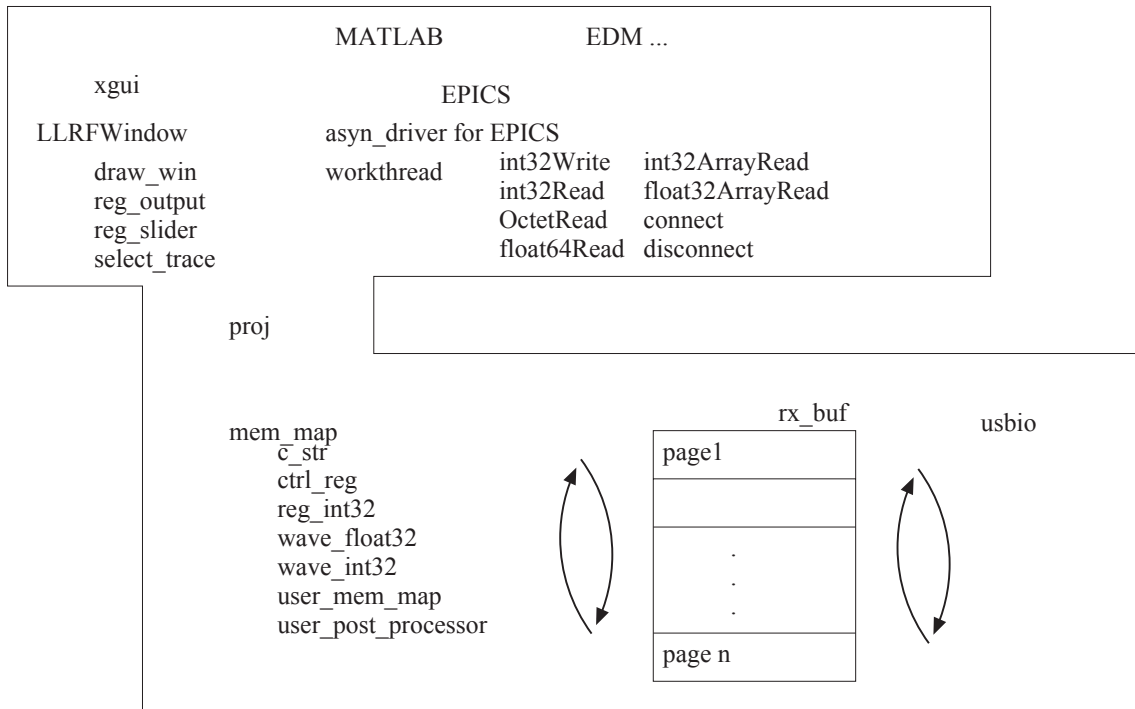 MATLAB EDM ...
xgui
EPICS
LLRFWindow
draw_win
reg_output
reg_slider
select_trace
asyn_driver for EPICS
workthread
int32Write int32ArrayRead
int32Read float32ArrayRead
OctetRead connect
float64Read disconnect
proj
mem_map
c_str
ctrl_reg
reg_int32
wave_float32
wave_int32
user_mem_map
user_post_processor
rx_buf
page1
.
.
.
page n
usbio